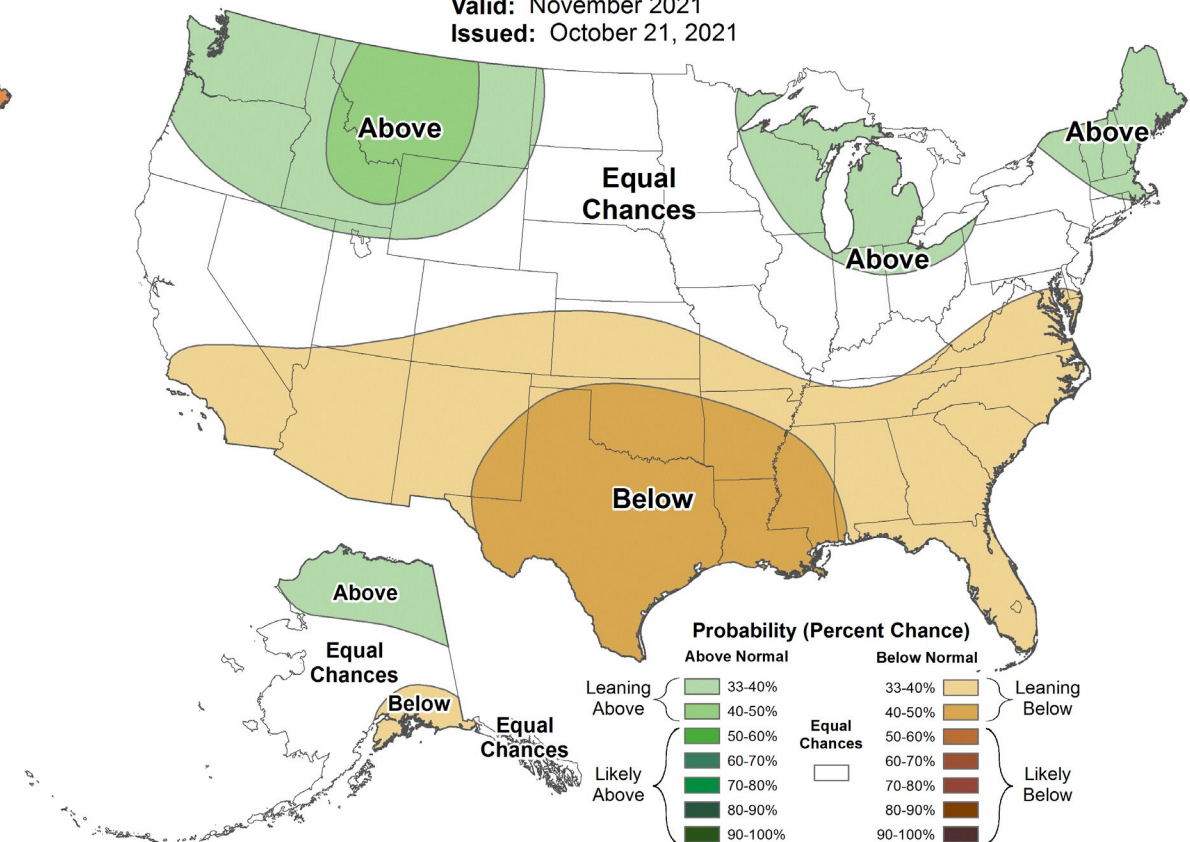 Valid: November 2021
Issued: October 21, 2021
Above
Equal
Chances
Above
Above
Below
Above
Equal
Chances
Below
Equal
Chances
Probability (Percent Chance)
Above Normal
Below Normal
Leaning
Above
33-40%
40-50%
Likely
Above
50-60%
60-70%
70-80%
80-90%
90-100%
Equal
Chances
33-40%
40-50%
Leaning
Below
50-60%
60-70%
70-80%
80-90%
90-100%
Likely
Below